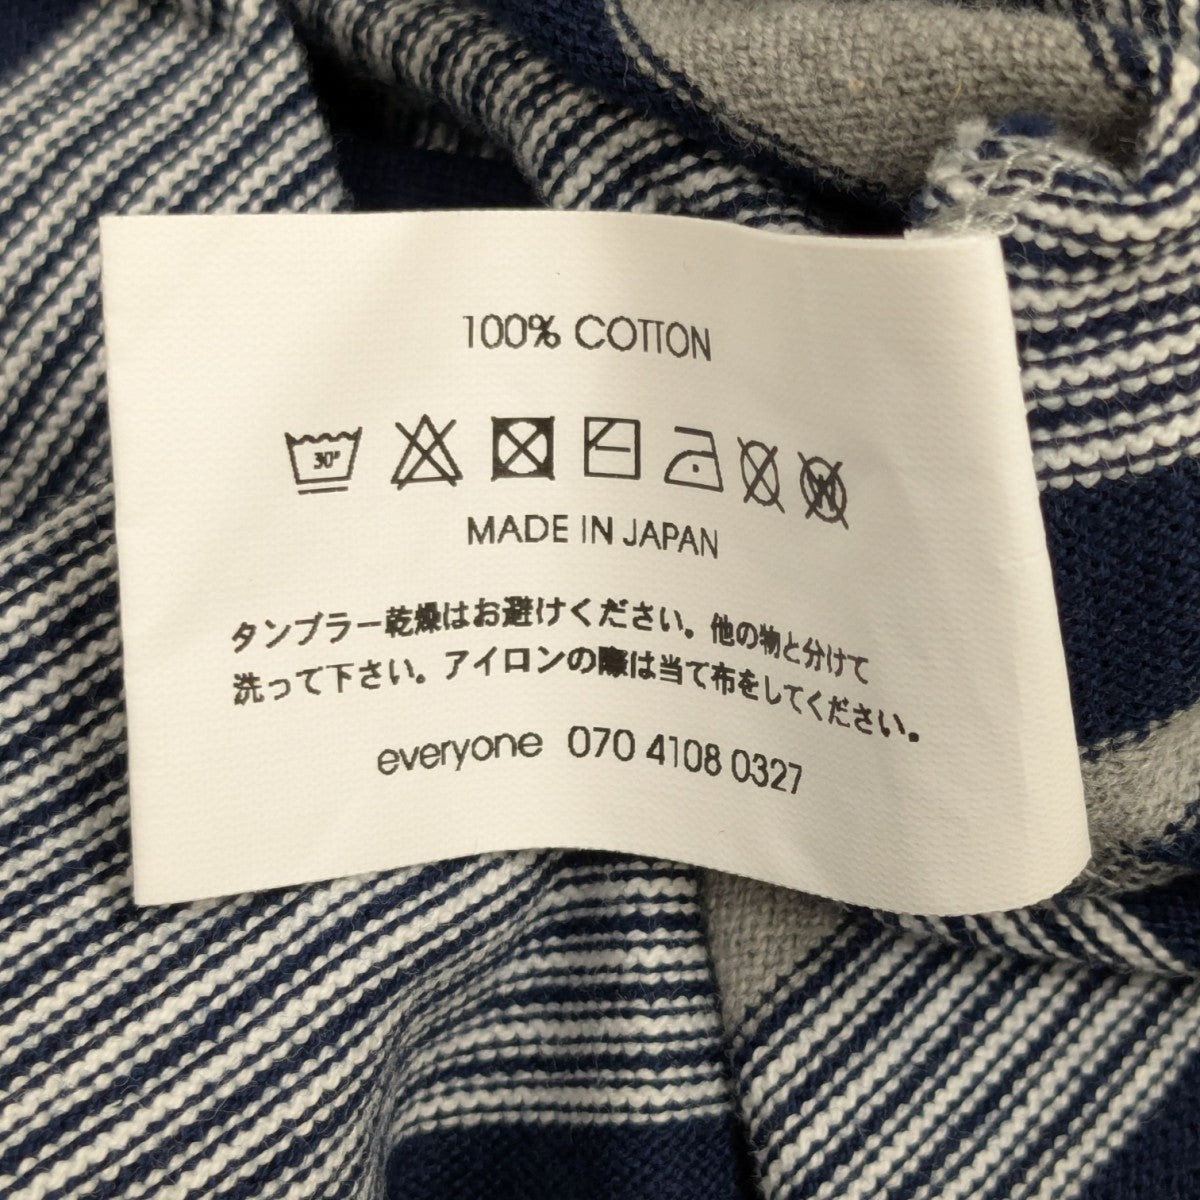 100% COTTON
30°
W
MADE IN JAPAN
タンブラー乾燥はお避けください。他の物と分けて
洗って下さい。アイロンの際は当て布をしてください。
everyone 070 4108 0327